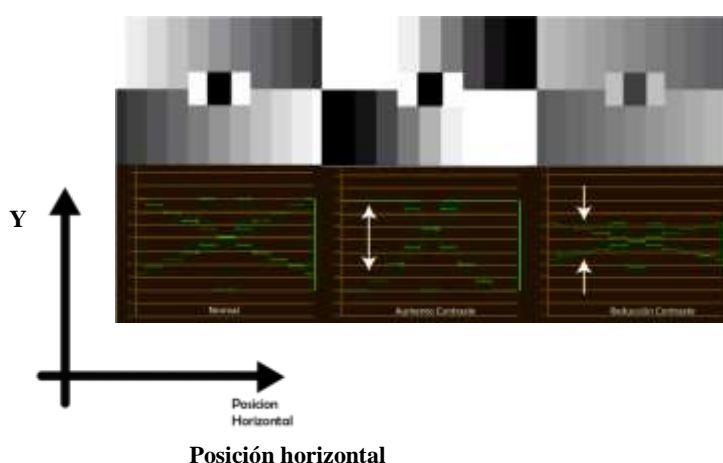 Y
Normal
Aumento Contraste
Reducción Contraste
Posicion
Horizontal
Posición horizontal